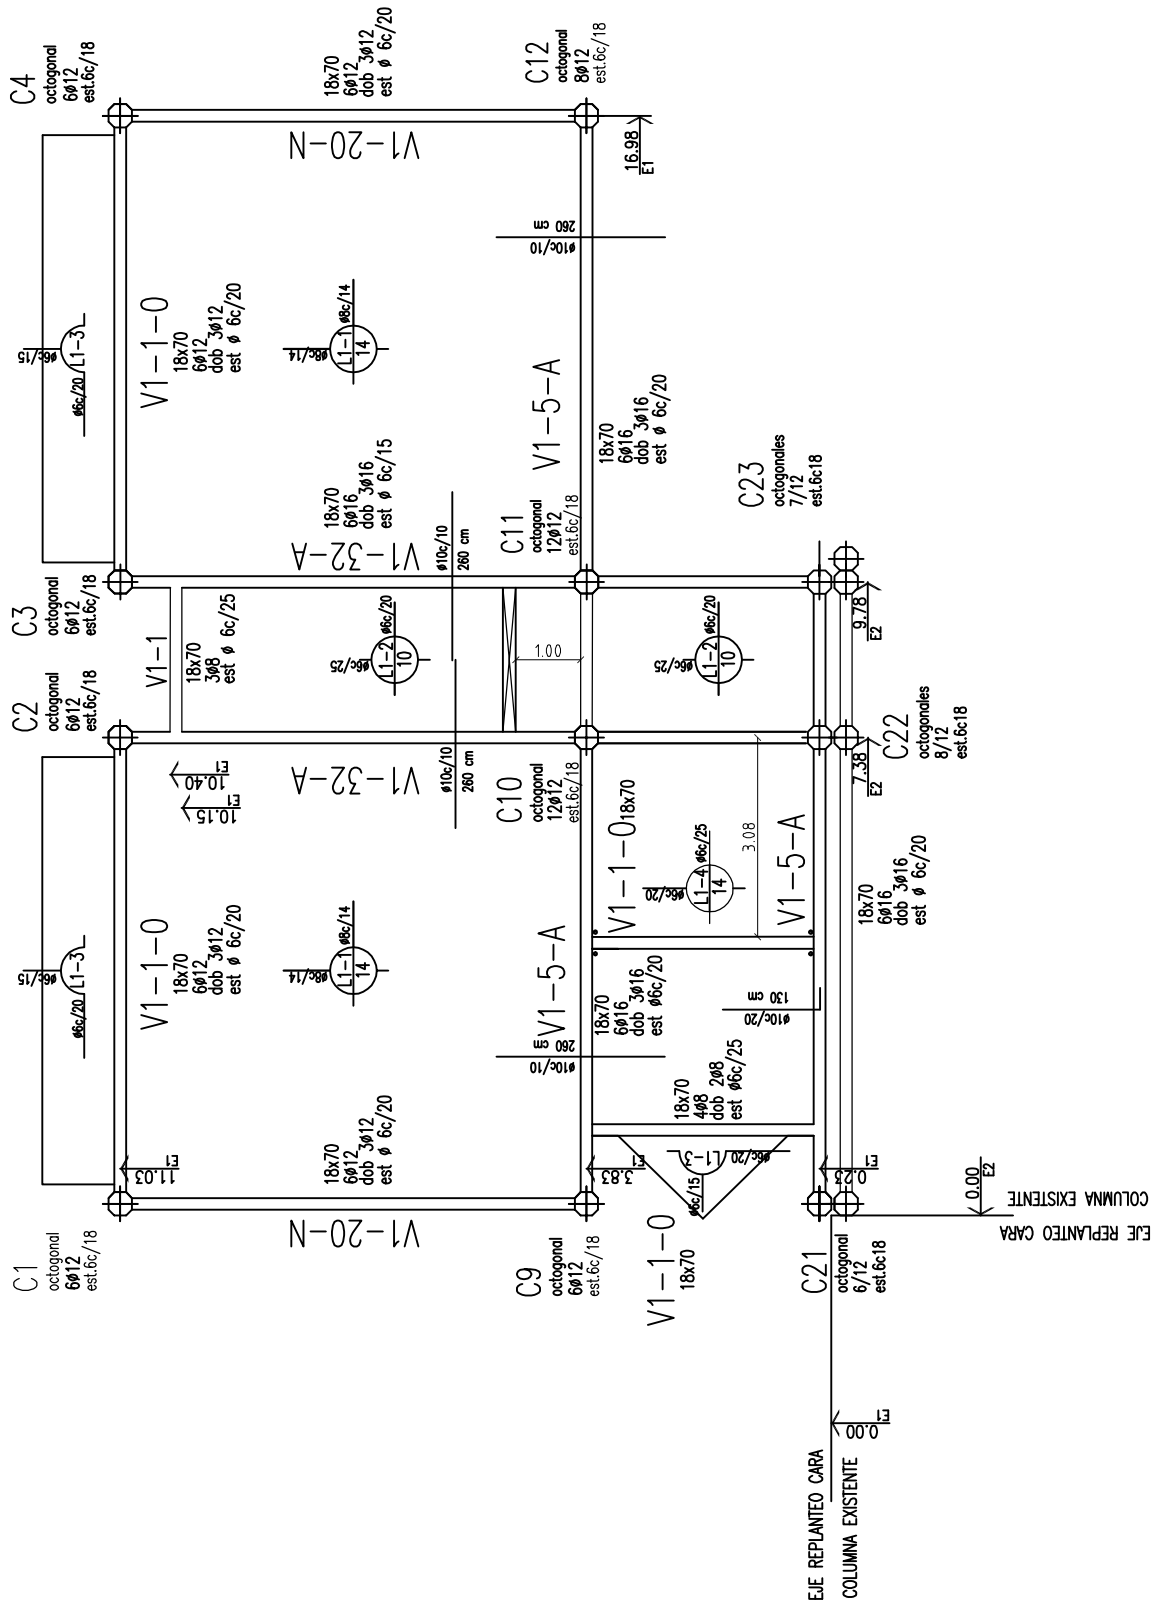 C1
octogonal
6ø12
est.6c/18
C2
octogonal
6ø12
est.6c/18
C3
octogonal
6ø12
est.6c/18
C4
octogonal
6ø12
est.6c/18
ø6c/15
ø6c/20
L1-3
ø6c/15
ø6c/20
L1-3
V1-1-0
18x70
6ø12
dob 3ø12
est ø 6c/20
10.15
E1
10.40
E1
V1-1
18x70
3ø8
est ø 6c/25
V1-1-0
18x70
6ø12
dob 3ø12
est ø 6c/20
11.03
E1
V1-20-N
18x70
6ø12
dob 3ø12
est ø 6c/20
ø8c/14
L1-1
14
ø8c/14
V1-32-A
ø10c/10
260 cm
ø6c/25
L1-2
10
ø6c/20
V1-32-A
18x70
6ø16
dob 3ø16
est ø 6c/15
ø10c/10
260 cm
ø8c/14
L1-1
14
ø8c/14
V1-20-N
18x70
6ø12
dob 3ø12
est ø 6c/20
1.00
C9
octogonal
6ø12
est.6c/18
3.83
E1
ø10c/10
260 cm
V1-5-A
18x70
6ø16
dob 3ø16
est ø6c/20
C10
octogonal
12ø12
est.6c/18
C11
octogonal
12ø12
est.6c/18
V1-5-A
18x70
6ø16
dob 3ø16
est ø 6c/20
ø10c/10
260 cm
C12
octogonal
8ø12
est.6c/18
16.98
E1
V1-1-0
18x70
ø6c/15
L1-3
ø6c/20
18x70
4ø8
dob 2ø8
est ø6c/25
ø10c/20
130 cm
V1-1-0
18x70
ø6c/20
L1-4
14
ø6c/25
3.08
V1-5-A
ø6c/25
L1-2
10
ø6c/20
C23
octogonales
7/12
est.6c18
C21
octogonal
6/12
est.6c18
0.23
E1
18x70
6ø16
dob 3ø16
est ø 6c/20
7.38
E2
C22
octogonales
8/12
est.6c18
9.78
E2
EJE REPLANTEO CARA
COLUMNA EXISTENTE
0.00
E1
0.00
E2
EJE REPLANTEO CARA
COLUMNA EXISTENTE